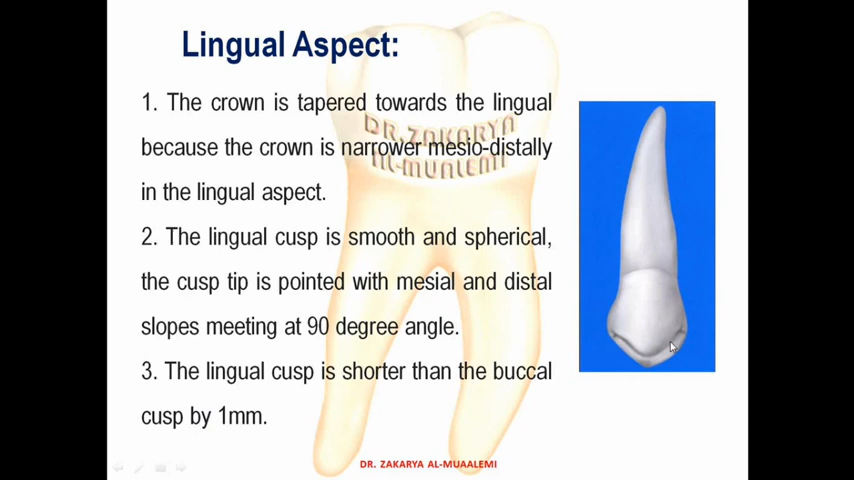 Lingual Aspect:
1. The crown is tapered towards the lingual
because the crown is narrower mesio-distally
in the lingual aspect.
2. The lingual cusp is smooth and spherical,
the cusp tip is pointed with mesial and distal
slopes meeting at 90 degree angle.
3. The lingual cusp is shorter than the buccal
cusp by 1mm.
DR.ZAKARYA
AL-MUALEMI
DR. ZAKARYA AL-MUAALEMI